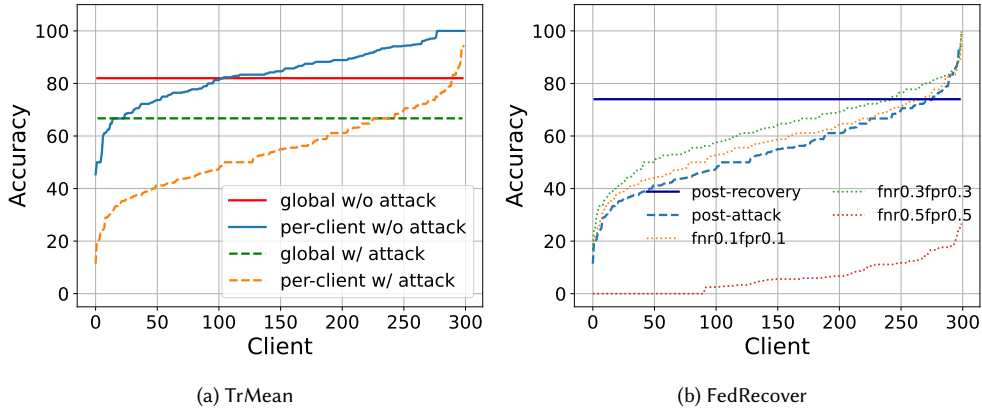 100
80
60
40
20
0
Accuracy
0 50 100 150 200 250 300
Client
global w/o attack
per-client w/o attack
global w/ attack
per-client w/ attack
(a) TrMean
100
80
60
40
20
0
Accuracy
0 50 100 150 200 250 300
Client
post-recovery
post-attack
fnr0.1fpr0.1
fnr0.3fpr0.3
fnr0.5fpr0.5
(b) FedRecover